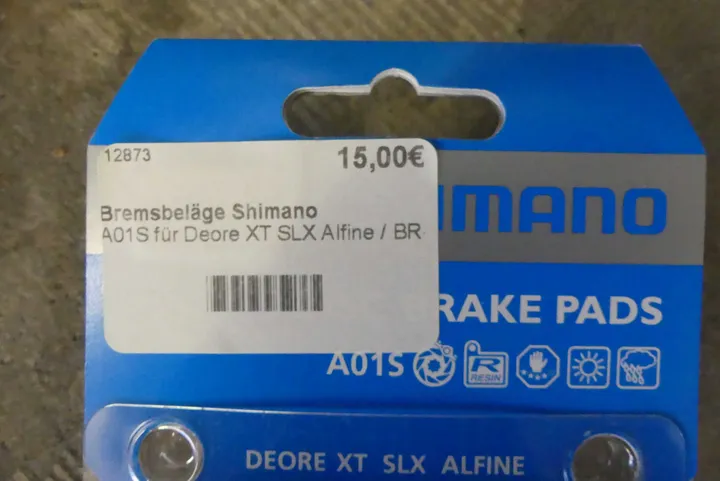 12873
15,00€
Bremsbeläge Shimano
A01S für Deore XT SLX Alfine / BR
IMANO
RAKE PADS
A01S
R
RESIN
DEORE XT SLX ALFINE